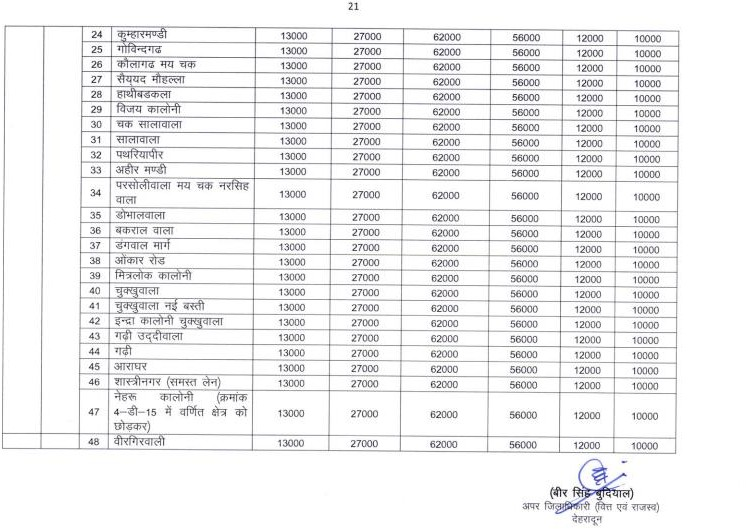 21
24 कुम्हारमण्डी 13000 27000 62000 56000 12000 10000
25 गोविन्दगढ 13000 27000 62000 56000 12000 10000
26 कौलागढ मय चक 13000 27000 62000 56000 12000 10000
27 सैय्यद मौहल्ला 13000 27000 62000 56000 12000 10000
28 हाथीबडकला 13000 27000 62000 56000 12000 10000
29 विजय कालोनी 13000 27000 62000 56000 12000 10000
30 चक सालावाला 13000 27000 62000 56000 12000 10000
31 सालावाला 13000 27000 62000 56000 12000 10000
32 पथरियापीर 13000 27000 62000 56000 12000 10000
33 अहीर मण्डी 13000 27000 62000 56000 12000 10000
34 परसोलीवाला मय चक नरसिह
वाला 13000 27000 62000 56000 12000 10000
35 डोभालवाला 13000 27000 62000 56000 12000 10000
36 बकराल वाला 13000 27000 62000 56000 12000 10000
37 डंगवाल मार्ग 13000 27000 62000 56000 12000 10000
38 ओंकार रोड 13000 27000 62000 56000 12000 10000
39 मित्रलोक कालोनी 13000 27000 62000 56000 12000 10000
40 चुक्खुवाला 13000 27000 62000 56000 12000 10000
41 चुक्खुवाला नई बस्ती 13000 27000 62000 56000 12000 10000
42 इन्द्रा कालोनी चुक्खुवाला 13000 27000 62000 56000 12000 10000
43 गढ़ी उद्दीवाला 13000 27000 62000 56000 12000 10000
44 गढ़ी 13000 27000 62000 56000 12000 10000
45 आराघर 13000 27000 62000 56000 12000 10000
46 शास्त्रीनगर (समस्त लेन) 13000 27000 62000 56000 12000 10000
नेहरू कालोनी (क्रमांक
47 4–डी–15 में वर्णित क्षेत्र को 13000 27000 62000 56000 12000 10000
छोड़कर)
48 वीरगिरवाली 13000 27000 62000 56000 12000 10000
(बीर सिंह बुदियाल)
अपर जिलाधिकारी (वित्त एवं राजस्व)
देहरादून